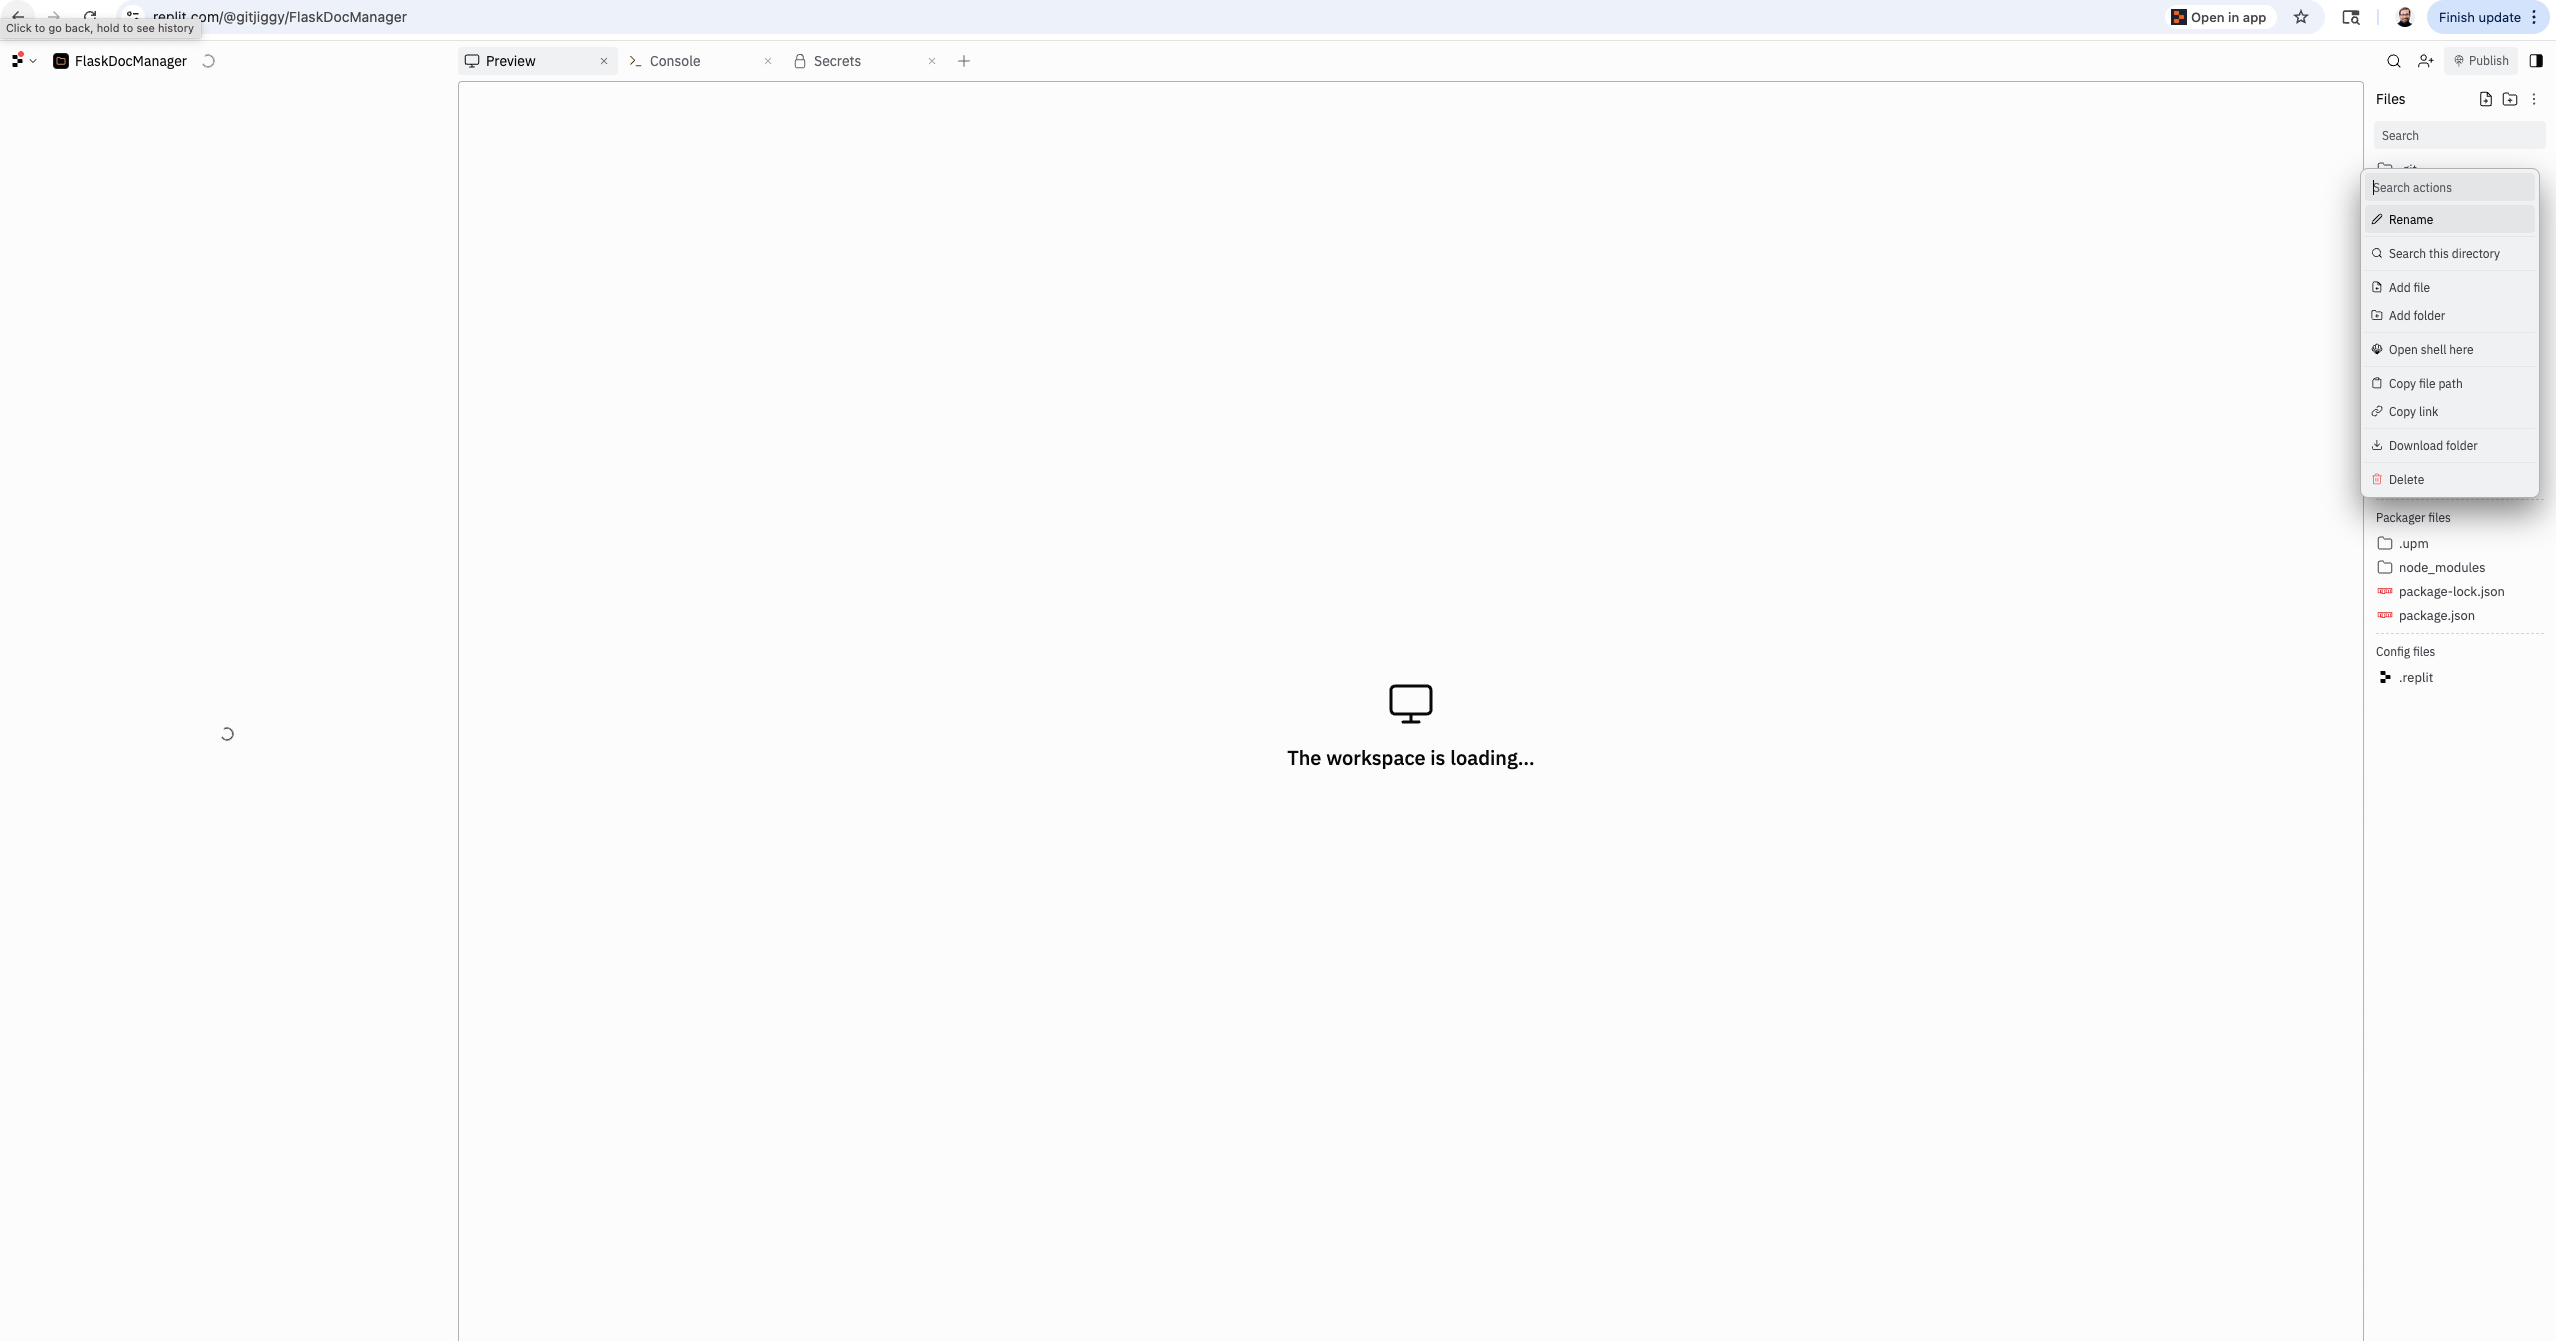 replit.com/@gitjiggy/FlaskDocManager
Open in app
Finish update
Click to go back, hold to see history
FlaskDocManager
Preview
Console
Secrets
Publish
Files
Search
.git
Search actions
Rename
Search this directory
Add file
Add folder
Open shell here
Copy file path
Copy link
Download folder
Delete
Packager files
.upm
node_modules
package-lock.json
package.json
Config files
.replit
The workspace is loading...